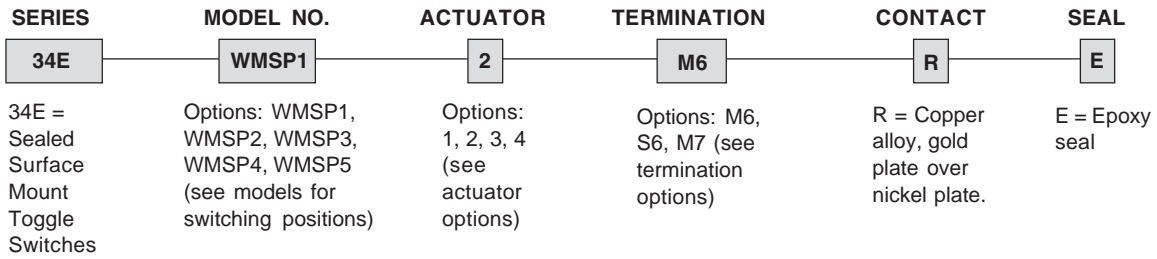 SERIES MODEL NO. ACTUATOR TERMINATION CONTACT SEAL
34E WMSP1 2 M6 R E
34E =
Sealed
Surface
Mount
Toggle
Switches
Options: WMSP1,
WMSP2, WMSP3,
WMSP4, WMSP5
(see models for
switching positions)
Options:
1, 2, 3, 4
(see
actuator
options)
Options: M6,
S6, M7 (see
termination
options)
R = Copper
alloy, gold
plate over
nickel plate.
E = Epoxy
seal